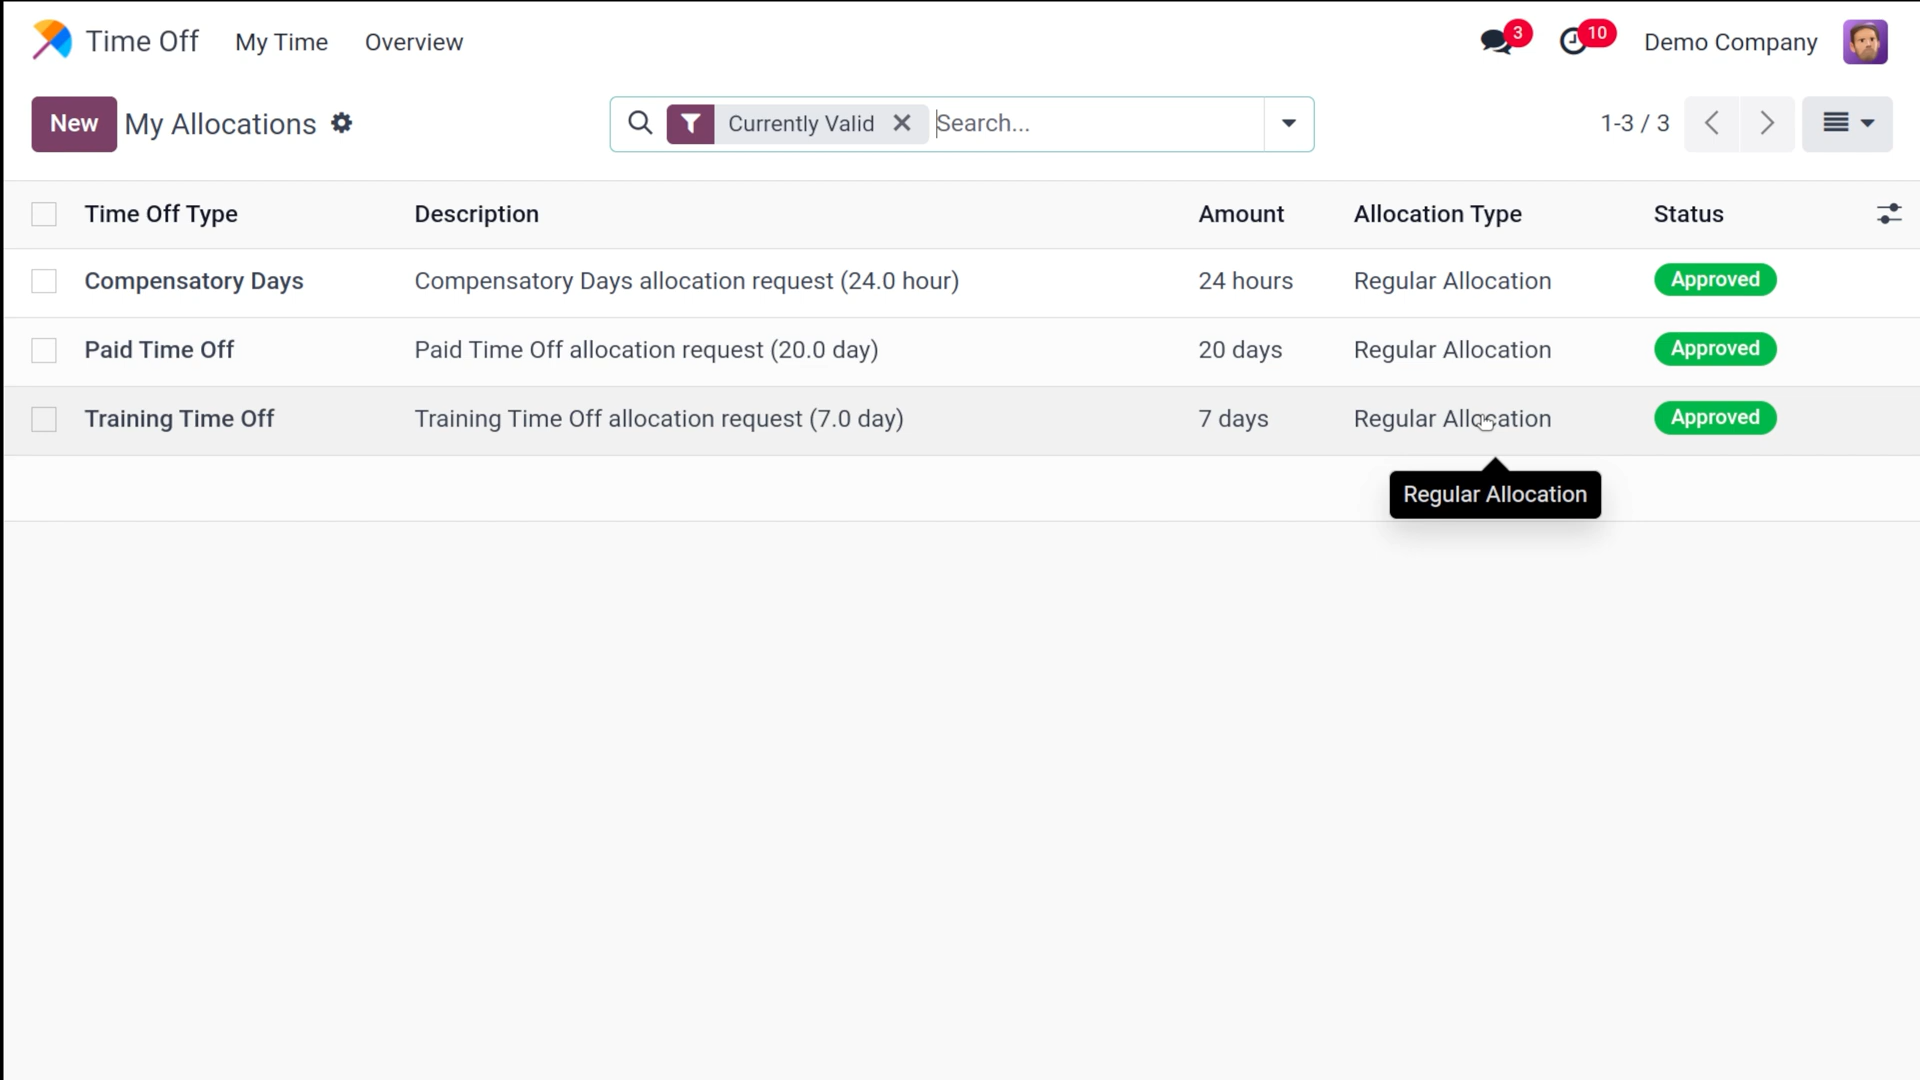 Time Off My Time Overview 3 10 Demo Company
New My Allocations Currently Valid Search... 1-3 / 3
Time Off Type Description Amount Allocation Type Status
Compensatory Days Compensatory Days allocation request (24.0 hour) 24 hours Regular Allocation Approved
Paid Time Off Paid Time Off allocation request (20.0 day) 20 days Regular Allocation Approved
Training Time Off Training Time Off allocation request (7.0 day) 7 days Regular Allocation Approved
Regular Allocation